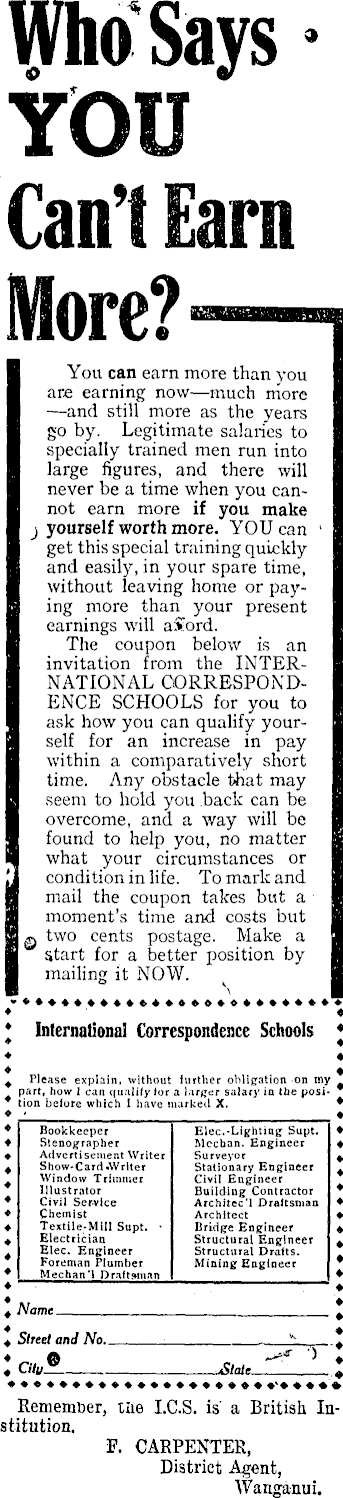 Who Says
YOU
Can't Earn
More?
You can earn more than you
are earning now—much more
—and still more as the years
go by. Legitimate salaries to
specially trained men run into
large figures, and there will
never be a time when you can-
not earn more if you make
yourself worth more. YOU can
get this special training quickly
and easily, in your spare time,
without leaving home or pay-
ing more than your present
earnings will afford.
The coupon below is an
invitation from the INTER-
NATIONAL CORRESPOND-
ENCE SCHOOLS for you to
ask how you can qualify your-
self for an increase in pay
within a comparatively short
time. Any obstacle that may
seem to hold you back can be
overcome, and a way will be
found to help you, no matter
what your circumstances or
condition in life. To mark and
mail the coupon takes but a
moment's time and costs but
two cents postage. Make a
start for a better position by
mailing it NOW.
International Correspondence Schools
Please explain, without further obligation on my
part, how I can qualify for a larger salary in the posi-
tion before which I have marked X.
Bookkeeper
Stenographer
Advertisement Writer
Show-Card Writer
Window Trimmer
Illustrator
Civil Service
Chemist
Textile-Mill Supt.
Electrician
Elec. Engineer
Foreman Plumber
Mechan'l Draftsman
Elec.-Lighting Supt.
Mechan. Engineer
Surveyor
Stationary Engineer
Civil Engineer
Building Contractor
Architec'l Draftsman
Architect
Bridge Engineer
Structural Engineer
Structural Drafts.
Mining Engineer
Name
Street and No.
City State
Remember, the I.C.S. is a British In-
stitution.
F. CARPENTER,
District Agent,
Wanganui.